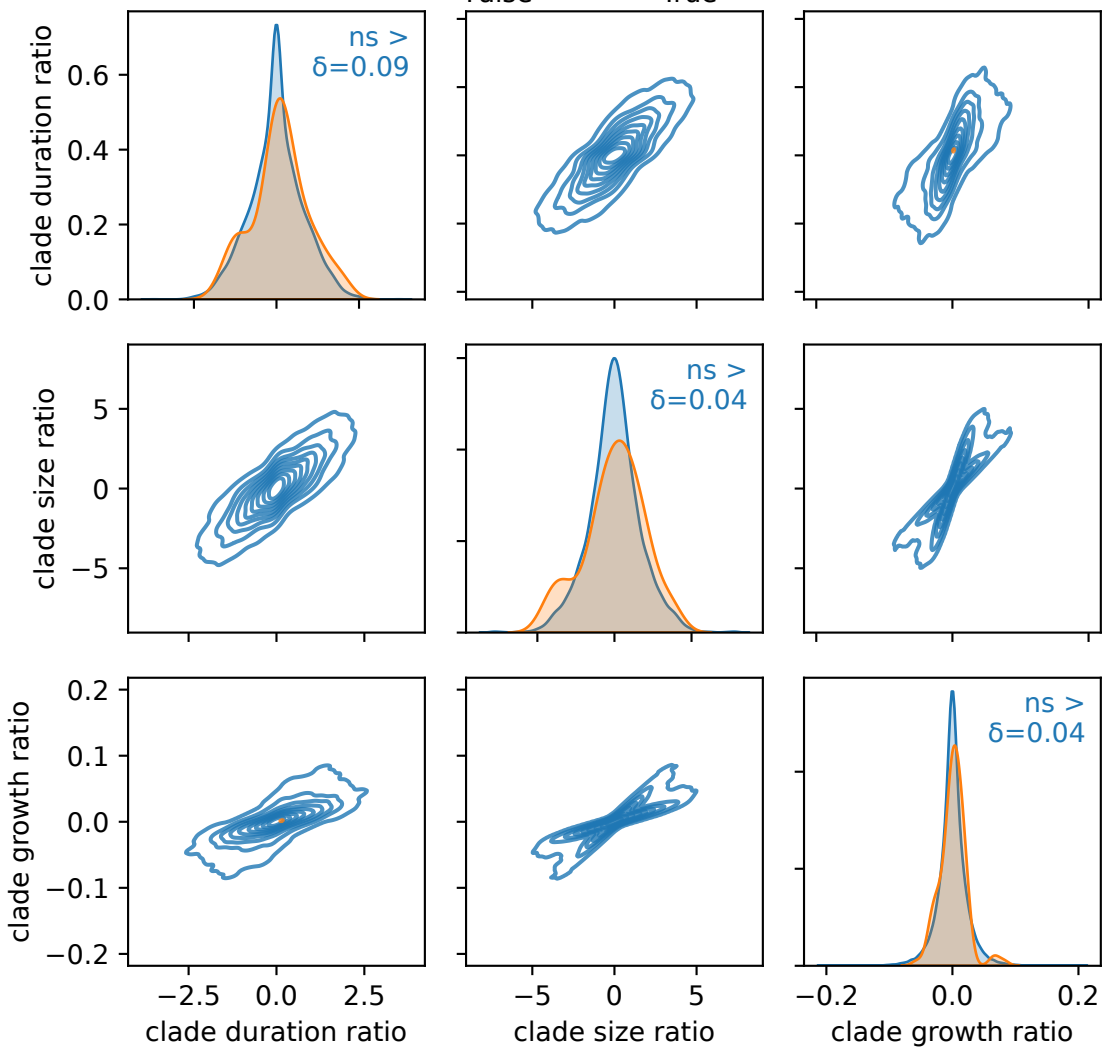 clade duration ratio
0.6
0.4
0.2
0.0
ns >
δ=0.09
clade size ratio
5
0
−5
ns >
δ=0.04
clade growth ratio
0.2
0.1
0.0
−0.1
−0.2
ns >
δ=0.04
−2.5 0.0 2.5
−5 0 5
−0.2 0.0 0.2
clade duration ratio
clade size ratio
clade growth ratio